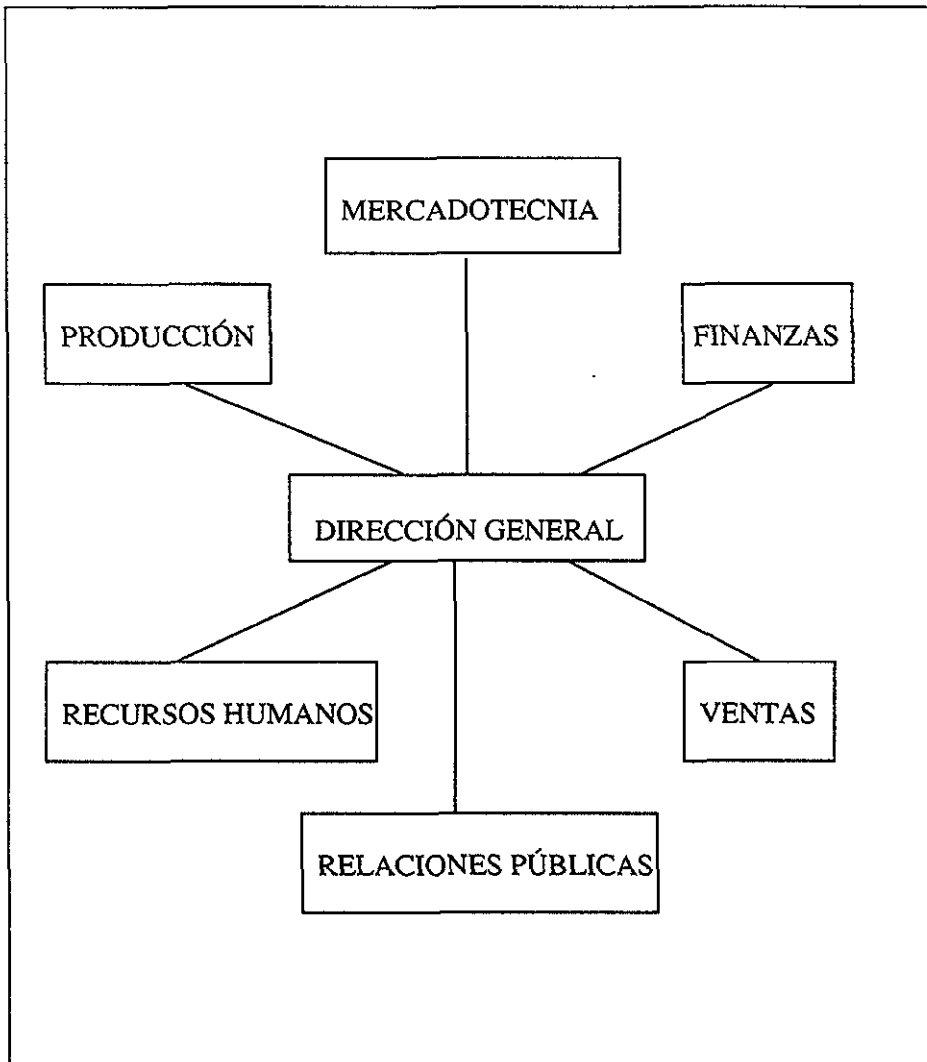 MERCADOTECNIA
PRODUCCIÓN
FINANZAS
DIRECCIÓN GENERAL
RECURSOS HUMANOS
VENTAS
RELACIONES PÚBLICAS